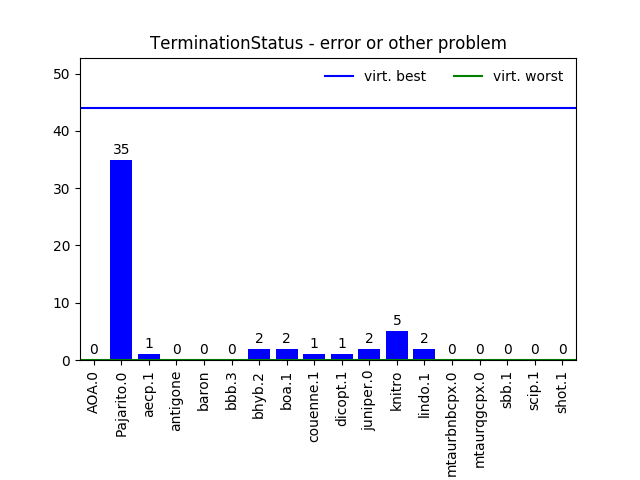 TerminationStatus - error or other problem
virt. best
virt. worst
50
40
30
20
10
0
0
35
1
0
0
0
2
2
1
1
2
5
2
0
0
0
0
0
AOA.0
Pajarito.0
aecp.1
antigone
baron
bbb.3
bhyb.2
boa.1
couenne.1
dicopt.1
juniper.0
knitro
lindo.1
mtaurbnbcpx.0
mtaurqgcpx.0
sbb.1
scip.1
shot.1